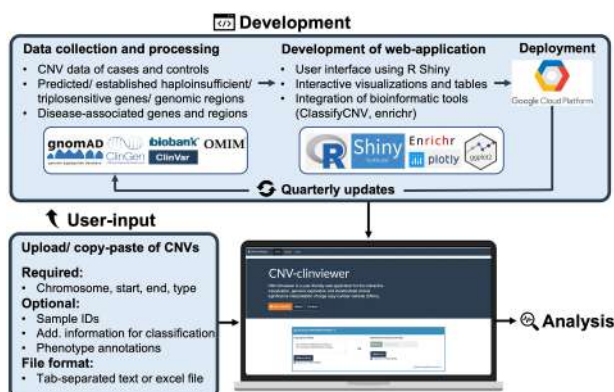 Development
Data collection and processing
• CNV data of cases and controls
• Predicted/ established haploinsufficient/
triplosensitive genes/ genomic regions
• Disease-associated genes and regions
gnomAD
ClinGen
biobank
ClinVar
OMIM
Development of web-application
• User interface using R Shiny
• Interactive visualizations and tables
• Integration of bioinformatic tools
(ClassifyCNV, enrichr)
R
Shiny
Enrichr
plotly
ggplot2
Deployment
Google Cloud Platform
Quarterly updates
User-input
Upload/ copy-paste of CNVs
Required:
• Chromosome, start, end, type
Optional:
• Sample IDs
• Add. information for classification
• Phenotype annotations
File format:
• Tab-separated text or excel file
CNV-clinviewer
Analysis